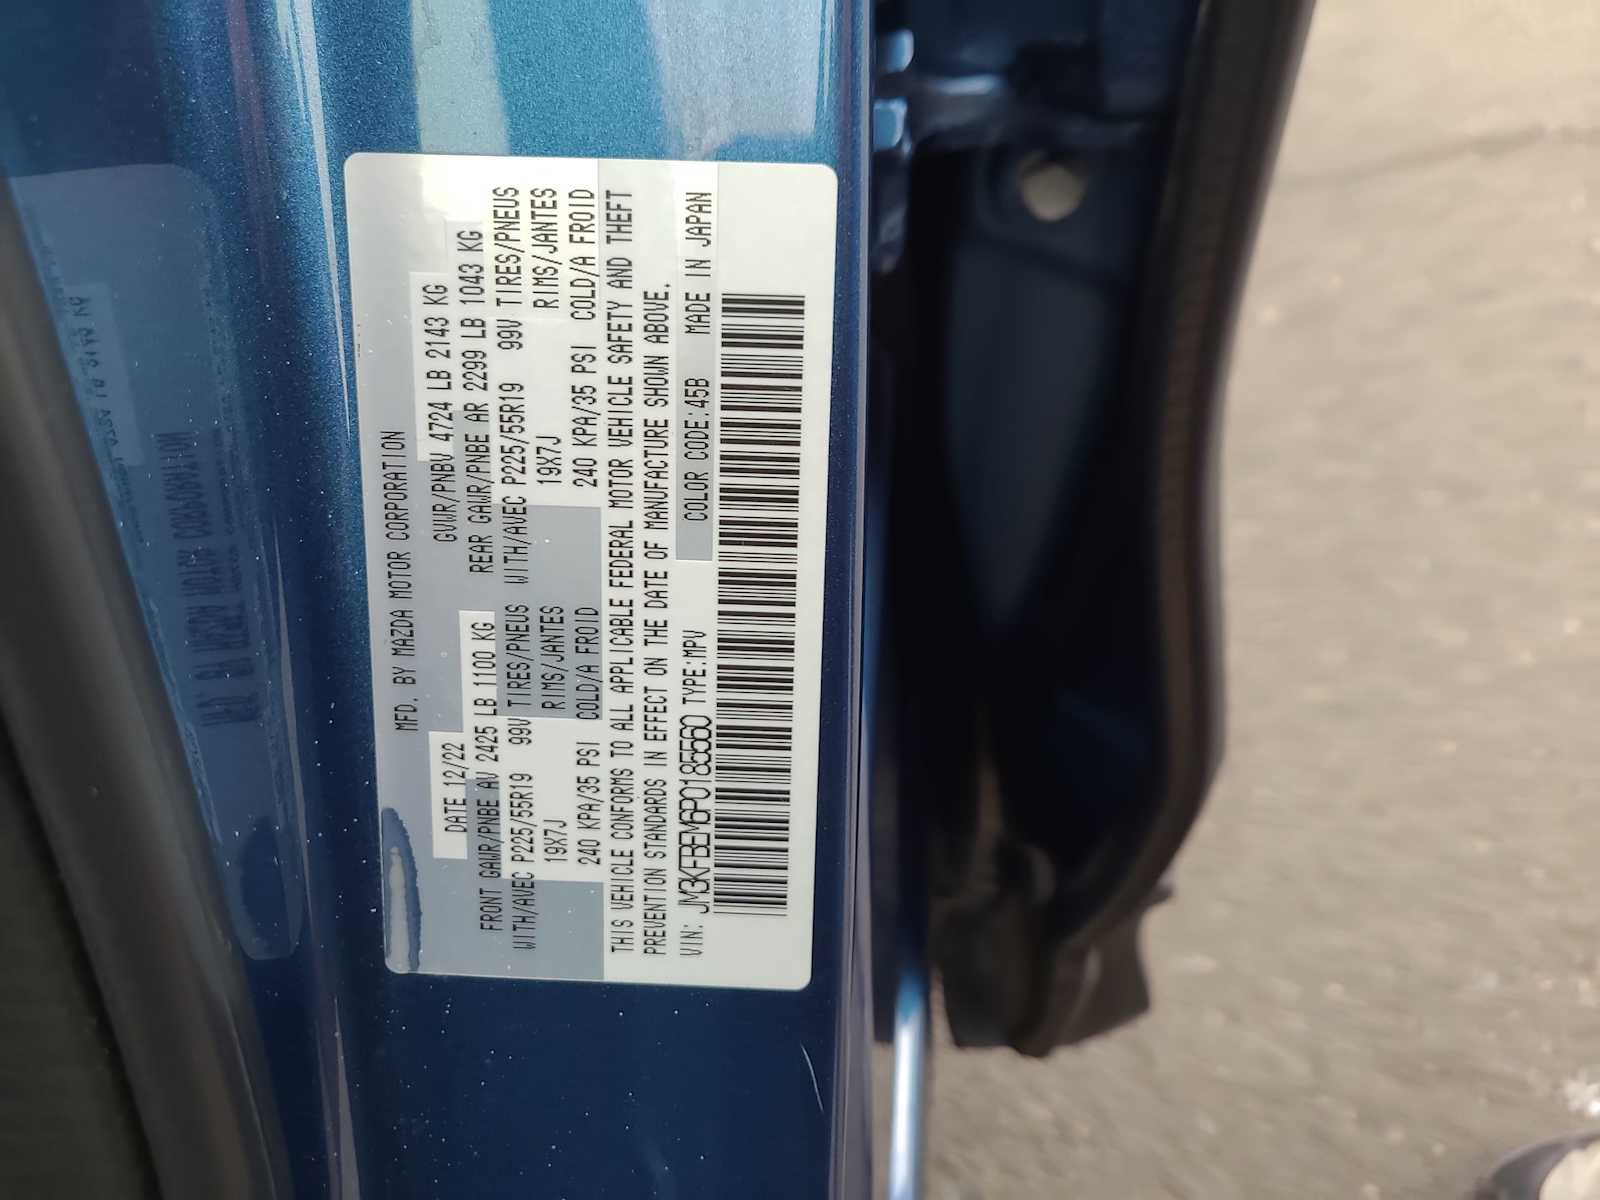 MFD. BY MAZDA MOTOR CORPORATION
DATE 12/22 GVWR/PNBV 4724 LB 2143 KG
FRONT GAWR/PNBE AV 2425 LB 1100 KG REAR GAWR/PNBE AR 2299 LB 1043 KG
WITH/AVEC P225/55R19 99V TIRES/PNEUS WITH/AVEC P225/55R19 99V TIRES/PNEUS
19X7J RIMS/JANTES 19X7J RIMS/JANTES
240 KPA/35 PSI COLD/A FROID 240 KPA/35 PSI COLD/A FROID
THIS VEHICLE CONFORMS TO ALL APPLICABLE FEDERAL MOTOR VEHICLE SAFETY AND THEFT
PREVENTION STANDARDS IN EFFECT ON THE DATE OF MANUFACTURE SHOWN ABOVE.
VIN: JM3KFBEM6P0185560 TYPE:MPV COLOR CODE:45B MADE IN JAPAN